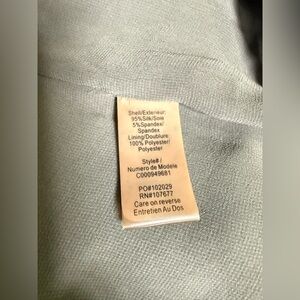 Shell/Exterieur:
95%Silk/Soie
5%Spandex/
Spandex
Lining/Doublure:
100% Polyester/
Polyester
Style# /
Numero de Modele
C000949681
PO#102029
RN#107677
Care on reverse
Entretien Au Dos